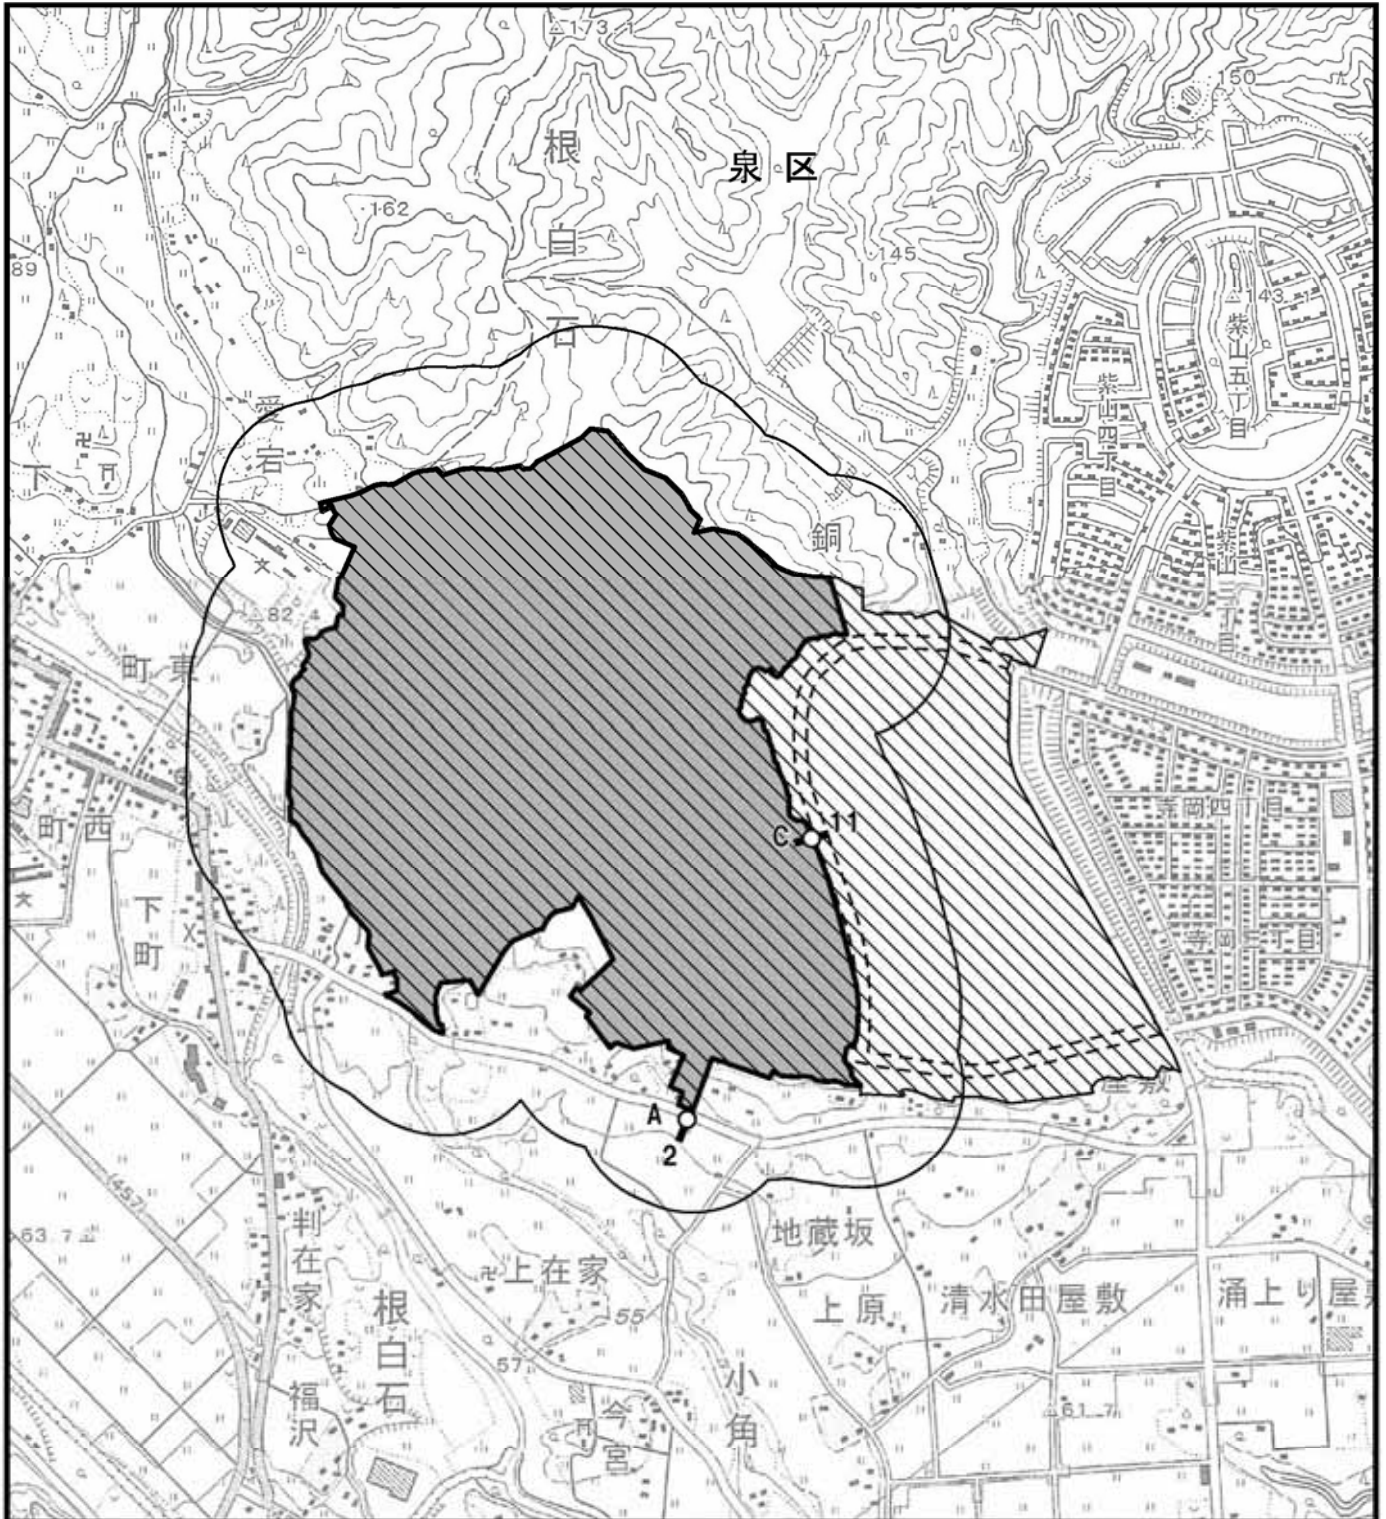 173.1
150
根白石
泉区
162
145
89
143.1
紫山五丁目
紫山四丁目
愛宕
下
銅
紫山三丁目
82.4
町東
寺岡四丁目
町西
C
11
下町
寺岡三丁目
屋敷
A
2
(457)
63.7
判在家
地蔵坂
上在家
根白石
上原
清水田屋敷
涌上り屋敷
55
57
小角
福沢
今宮
61.7